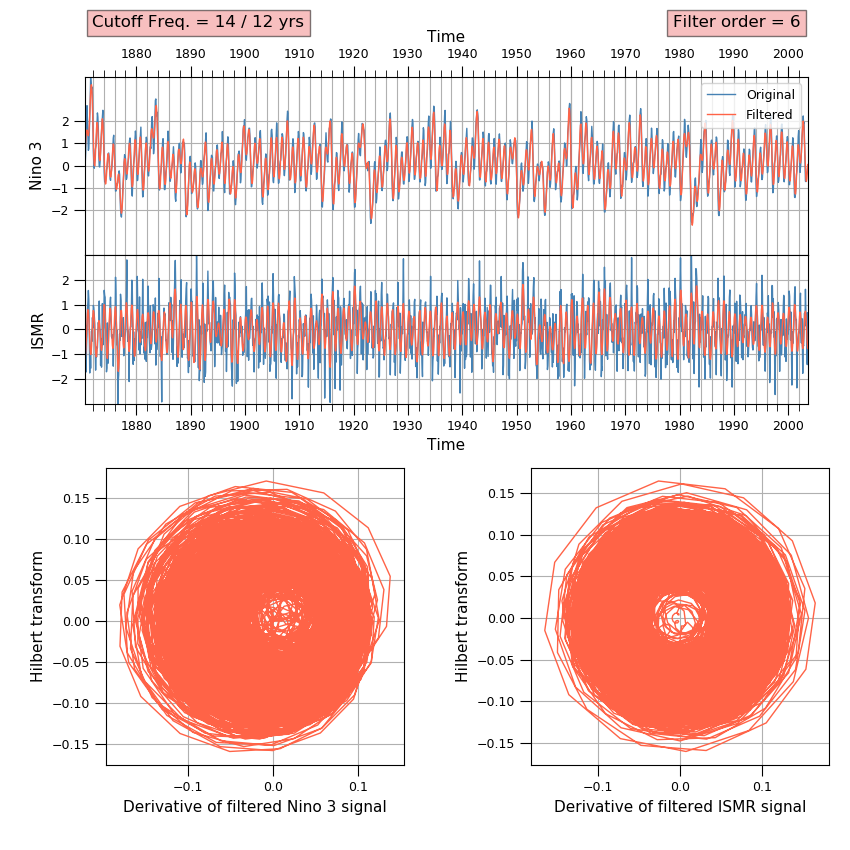 Cutoff Freq. = 14 / 12 yrs
Filter order = 6
Time
1880 1890 1900 1910 1920 1930 1940 1950 1960 1970 1980 1990 2000
Original
Filtered
Nino 3
2
1
0
−1
−2
ISMR
2
1
0
−1
−2
1880 1890 1900 1910 1920 1930 1940 1950 1960 1970 1980 1990 2000
Time
Hilbert transform
0.15
0.10
0.05
0.00
−0.05
−0.10
−0.15
−0.1 0.0 0.1
Derivative of filtered Nino 3 signal
Hilbert transform
0.15
0.10
0.05
0.00
−0.05
−0.10
−0.15
−0.1 0.0 0.1
Derivative of filtered ISMR signal